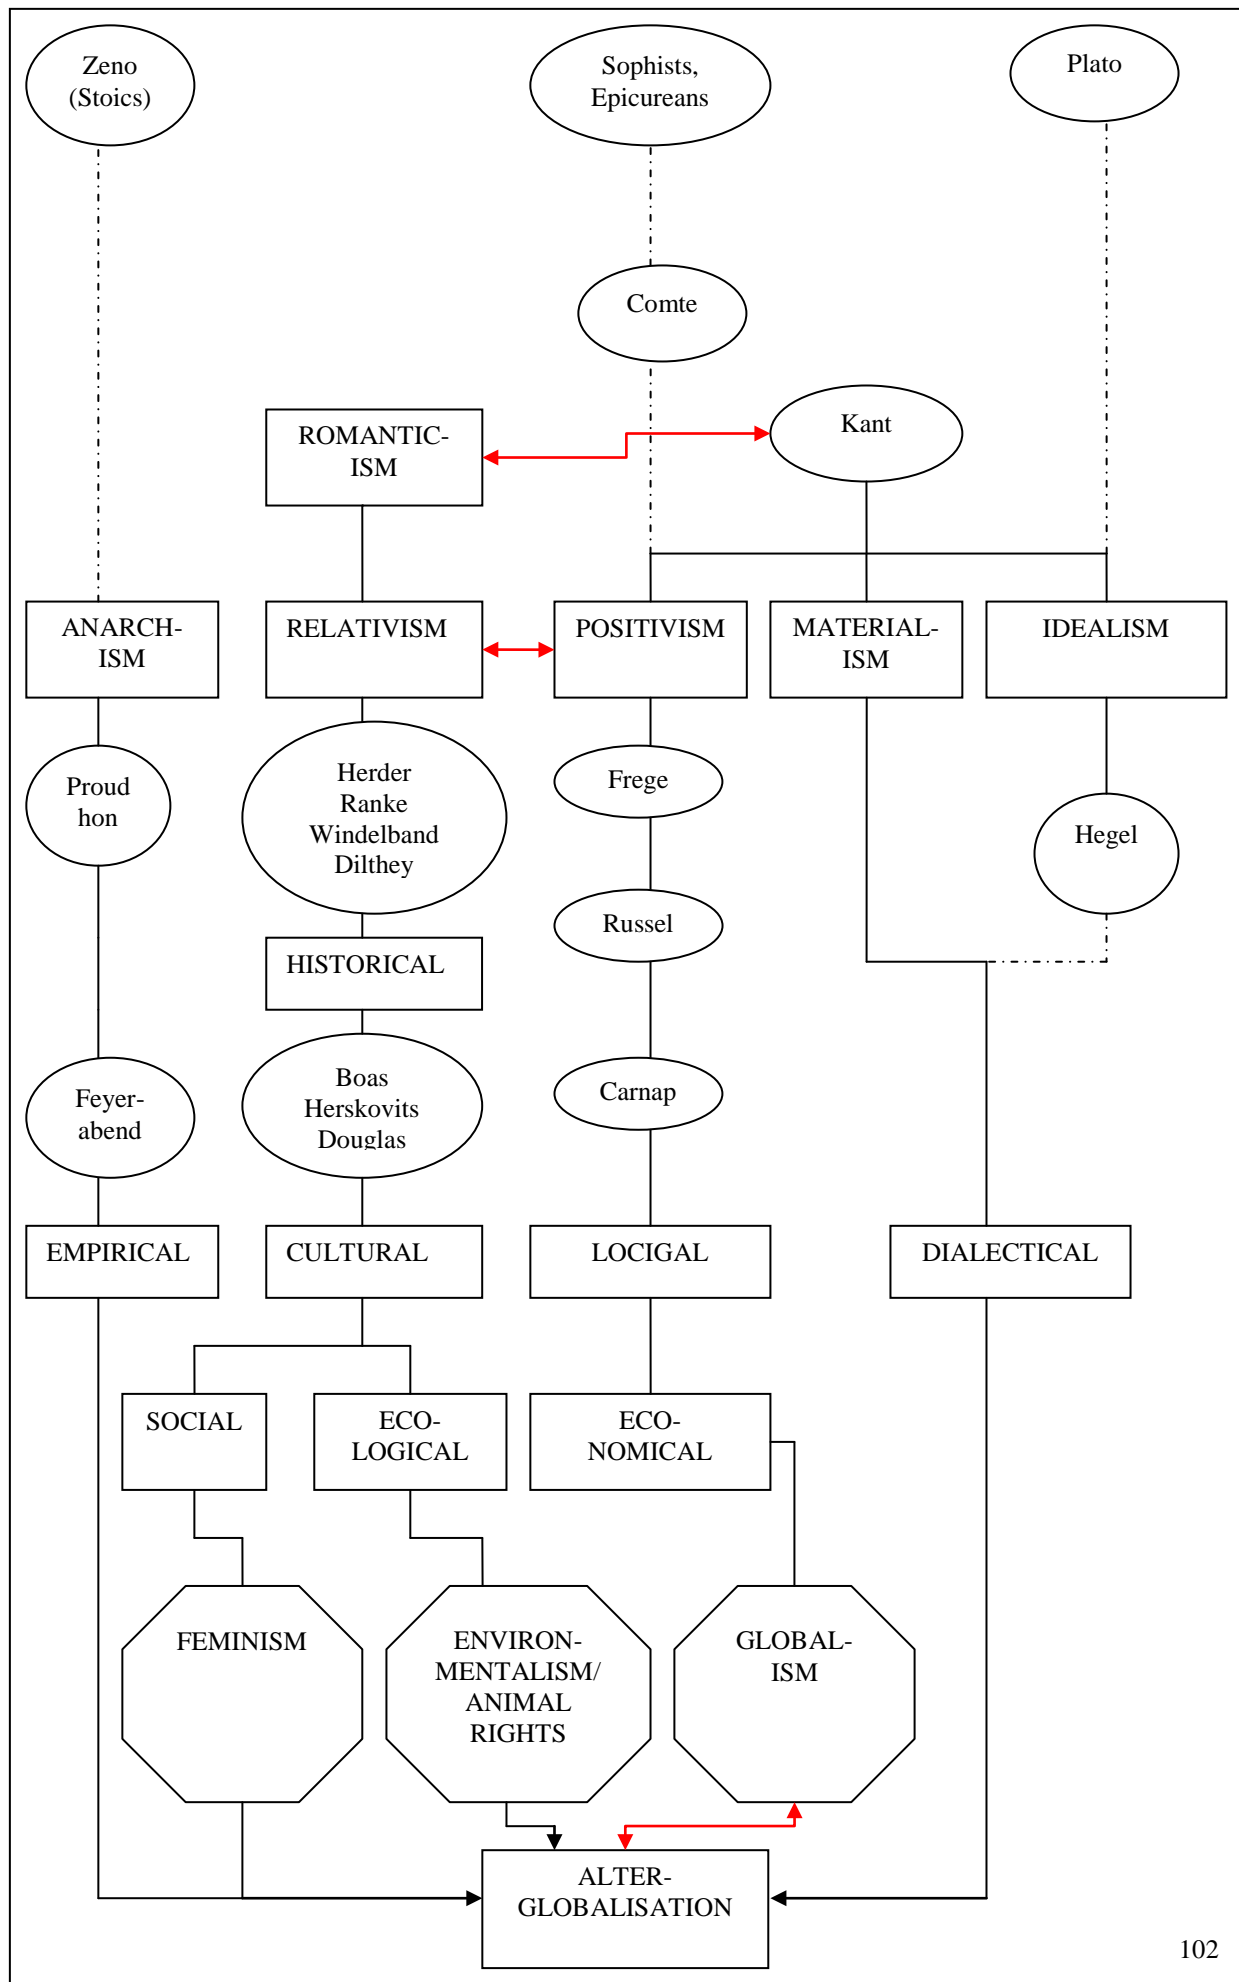 Zeno
(Stoics)
Sophists,
Epicureans
Plato
Comte
Kant
ROMANTIC-
ISM
ANARCH-
ISM
RELATIVISM
POSITIVISM
MATERIAL-
ISM
IDEALISM
Proud
hon
Herder
Ranke
Windelband
Dilthey
Frege
Hegel
Russel
HISTORICAL
Feyer-
abend
Boas
Herskovits
Douglas
Carnap
EMPIRICAL
CULTURAL
LOCIGAL
DIALECTICAL
SOCIAL
ECO-
LOGICAL
ECO-
NOMICAL
FEMINISM
ENVIRON-
MENTALISM/
ANIMAL
RIGHTS
GLOBAL-
ISM
ALTER-
GLOBALISATION
102